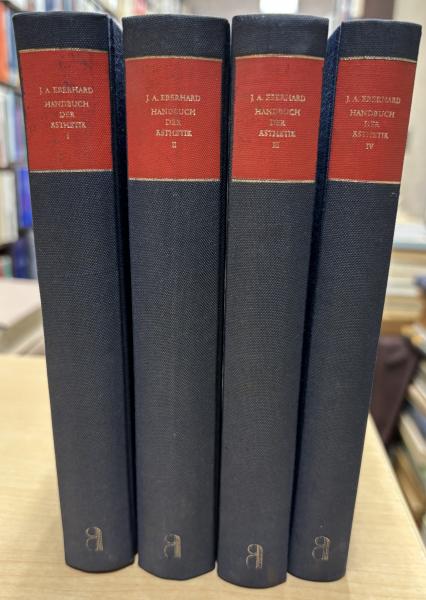 J. A. EBERHARD
HANDBUCH
DER
ÄSTHETIK
I
J. A. EBERHARD
HANDBUCH
DER
ÄSTHETIK
II
J. A. EBERHARD
HANDBUCH
DER
ÄSTHETIK
III
J. A. EBERHARD
HANDBUCH
DER
ÄSTHETIK
IV